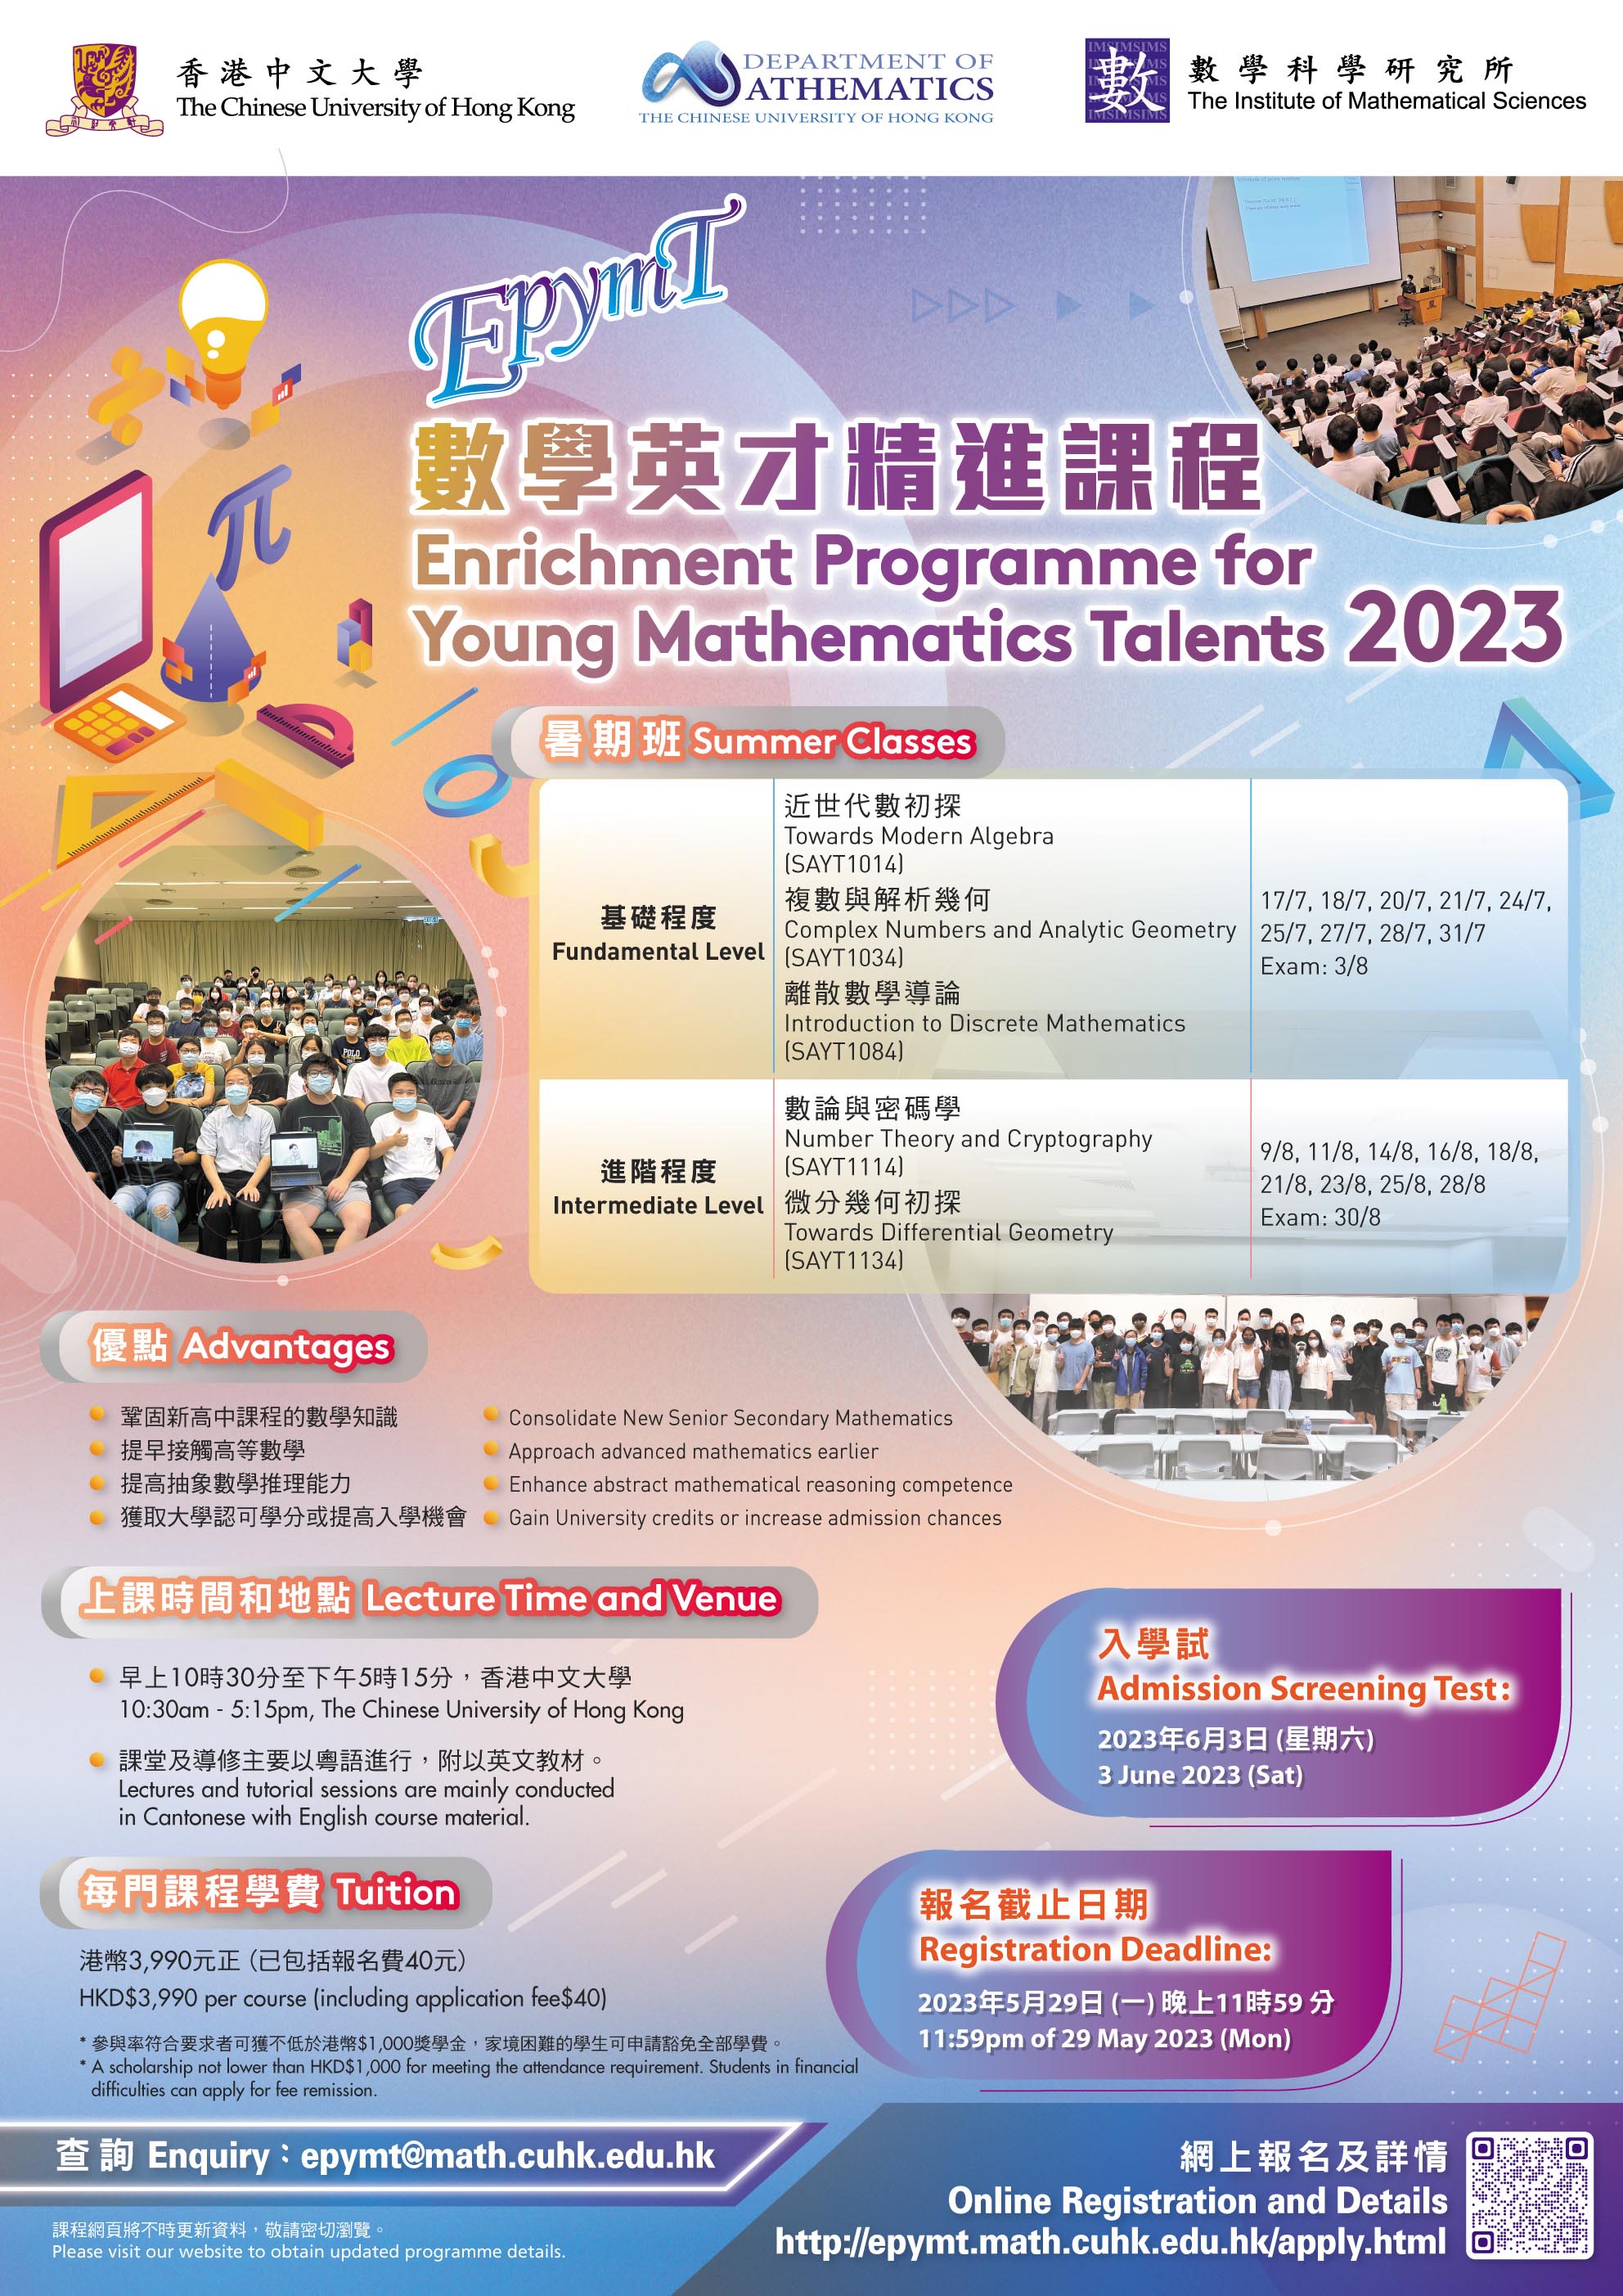 香港中文大學
The Chinese University of Hong Kong
DEPARTMENT OF
MATHEMATICS
THE CHINESE UNIVERSITY OF HONG KONG
數
數學科學研究所
The Institute of Mathematical Sciences
EpymT
數學英才精進課程
Enrichment Programme for
Young Mathematics Talents 2023
暑期班 Summer Classes
基礎程度
Fundamental Level
近世代數初探
Towards Modern Algebra
(SAYT1014)
複數與解析幾何
Complex Numbers and Analytic Geometry
(SAYT1034)
離散數學導論
Introduction to Discrete Mathematics
(SAYT1084)
17/7, 18/7, 20/7, 21/7, 24/7,
25/7, 27/7, 28/7, 31/7
Exam: 3/8
進階程度
Intermediate Level
數論與密碼學
Number Theory and Cryptography
(SAYT1114)
微分幾何初探
Towards Differential Geometry
(SAYT1134)
9/8, 11/8, 14/8, 16/8, 18/8,
21/8, 23/8, 25/8, 28/8
Exam: 30/8
優點 Advantages
鞏固新高中課程的數學知識
提早接觸高等數學
提高抽象數學推理能力
獲取大學認可學分或提高入學機會
Consolidate New Senior Secondary Mathematics
Approach advanced mathematics earlier
Enhance abstract mathematical reasoning competence
Gain University credits or increase admission chances
上課時間和地點 Lecture Time and Venue
早上10時30分至下午5時15分，香港中文大學
10:30am - 5:15pm, The Chinese University of Hong Kong
課堂及導修主要以粵語進行，附以英文教材。
Lectures and tutorial sessions are mainly conducted
in Cantonese with English course material.
入學試
Admission Screening Test:
2023年6月3日 (星期六)
3 June 2023 (Sat)
每門課程學費 Tuition
港幣3,990元正 (已包括報名費40元)
HKD$3,990 per course (including application fee$40)
* 參與率符合要求者可獲不低於港幣$1,000獎學金，家境困難的學生可申請豁免全部學費。
* A scholarship not lower than HKD$1,000 for meeting the attendance requirement. Students in financial
difficulties can apply for fee remission.
報名截止日期
Registration Deadline:
2023年5月29日 (一) 晚上11時59 分
11:59pm of 29 May 2023 (Mon)
查詢 Enquiry：epymt@math.cuhk.edu.hk
課程網頁將不時更新資料，敬請密切瀏覽。
Please visit our website to obtain updated programme details.
網上報名及詳情
Online Registration and Details
http://epymt.math.cuhk.edu.hk/apply.html